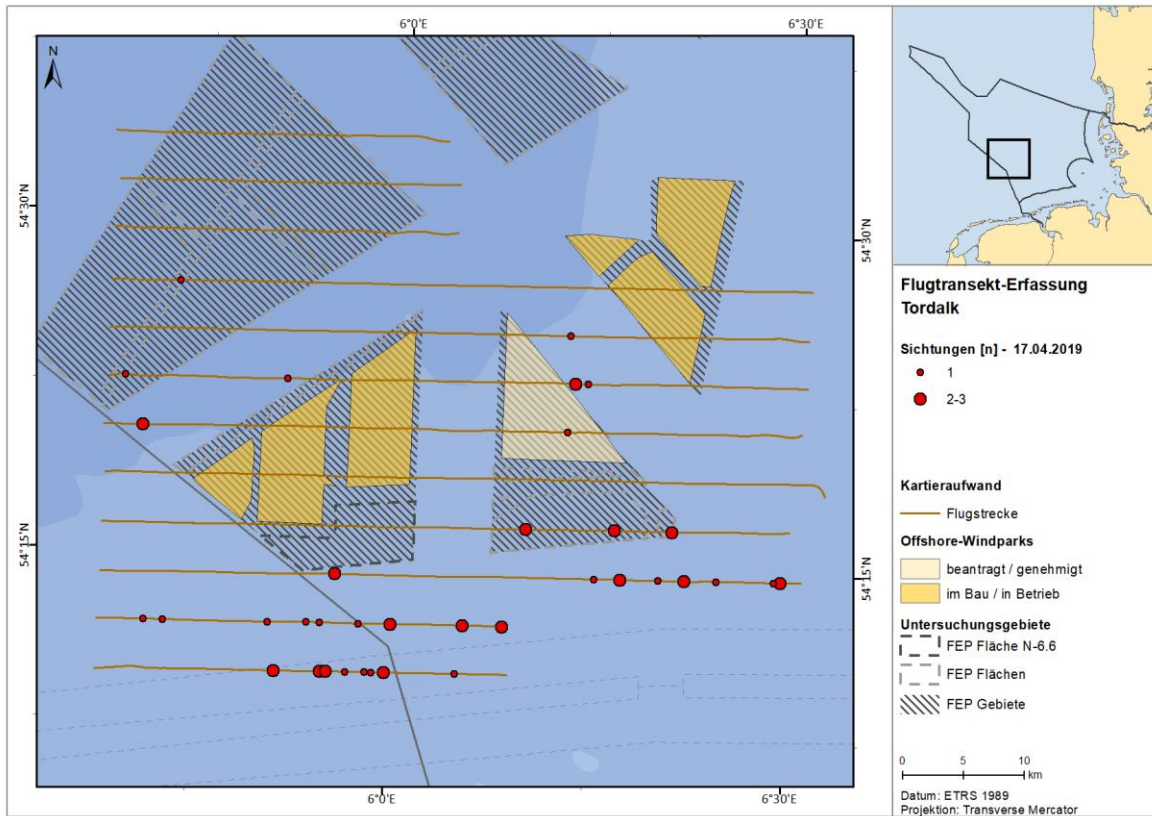 6°0'E
6°30'E
N
54°30'N
54°30'N
54°15'N
54°15'N
6°0'E
6°30'E
Flugtransekt-Erfassung
Tordalk
Sichtungen [n] - 17.04.2019
1
2-3
Kartieraufwand
Flugstrecke
Offshore-Windparks
beantragt / genehmigt
im Bau / in Betrieb
Untersuchungsgebiete
FEP Fläche N-6.6
FEP Flächen
FEP Gebiete
0 5 10
km
Datum: ETRS 1989
Projektion: Transverse Mercator